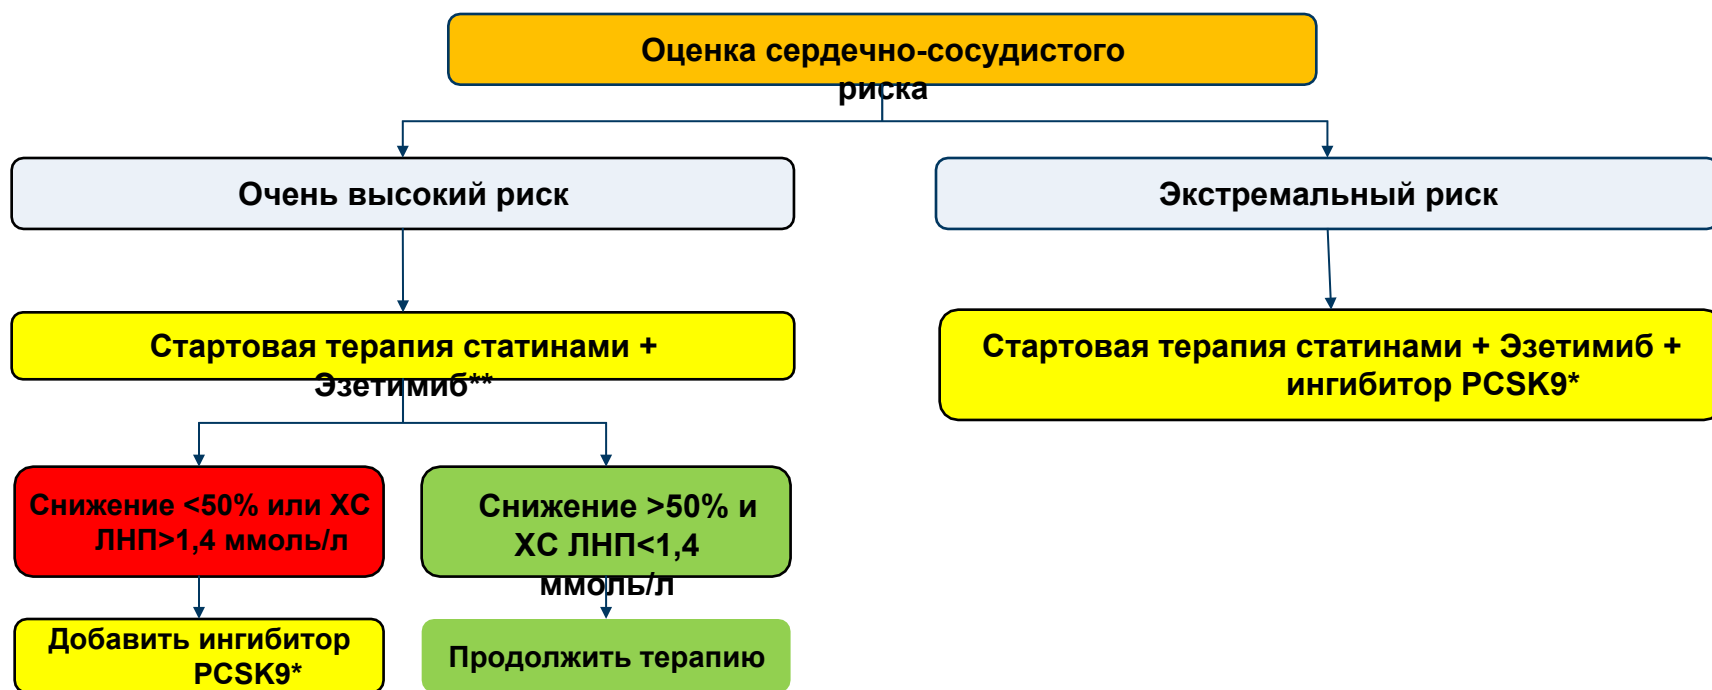 Оценка сердечно-сосудистого
риска
Очень высокий риск
Экстремальный риск
Стартовая терапия статинами +
Эзетимиб**
Стартовая терапия статинами + Эзетимиб +
ингибитор PCSK9*
Снижение <50% или ХС
ЛНП>1,4 ммоль/л
Снижение >50% и
ХС ЛНП<1,4
ммоль/л
Добавить ингибитор
PCSK9*
Продолжить терапию